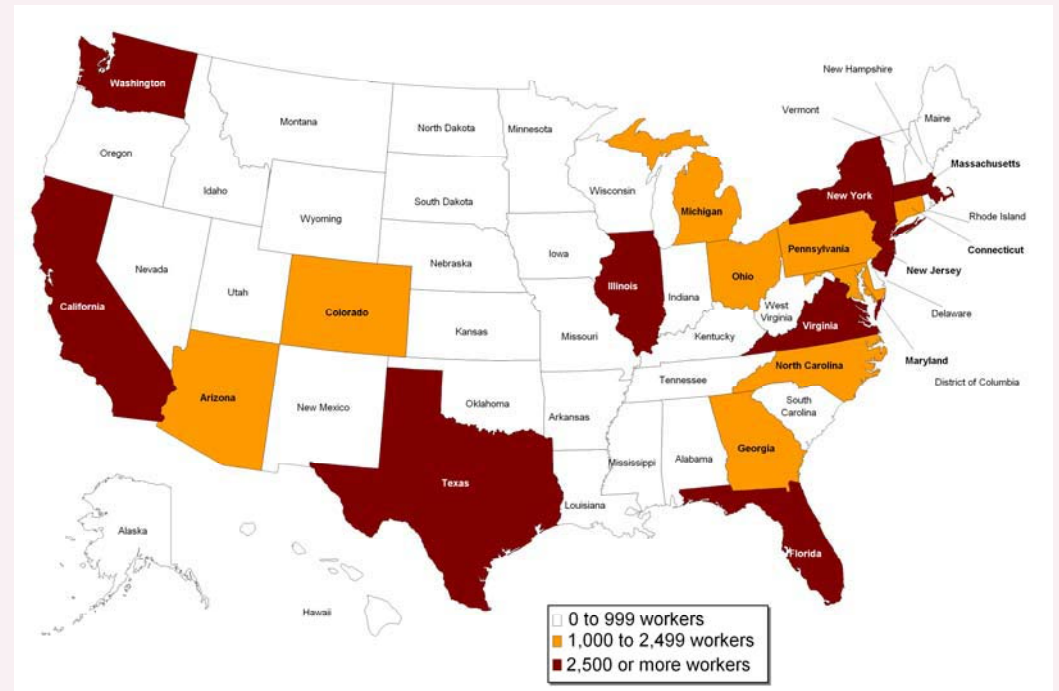 New Hampshire
Washington
Vermont
Maine
Montana
North Dakota
Minnesota
Oregon
Massachusetts
Idaho
Wisconsin
New York
South Dakota
Michigan
Wyoming
Rhode Island
Pennsylvania
Connecticut
Iowa
Nebraska
New Jersey
Nevada
Ohio
Illinois
Indiana
Utah
California
West
Virginia
Colorado
Delaware
Virginia
Kansas
Missouri
Kentucky
Maryland
North Carolina
Tennessee
District of Columbia
Arizona
New Mexico
Oklahoma
South
Carolina
Arkansas
Georgia
Mississippi
Alabama
Texas
Louisiana
Alaska
Florida
Hawaii
0 to 999 workers
1,000 to 2,499 workers
2,500 or more workers